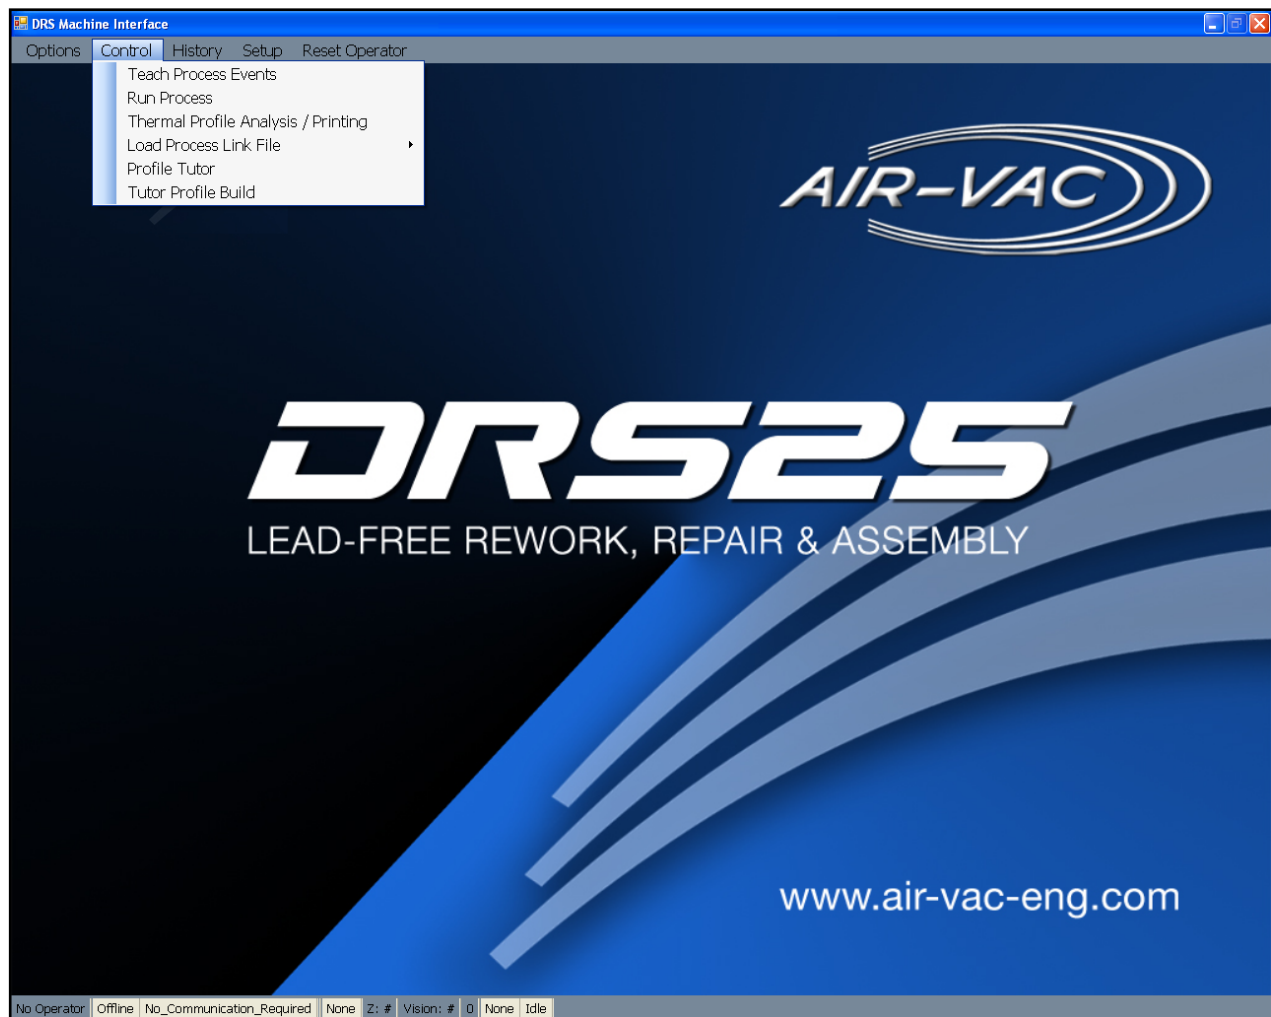 DRS Machine Interface
Options Control History Setup Reset Operator
Teach Process Events
Run Process
Thermal Profile Analysis / Printing
Load Process Link File
Profile Tutor
Tutor Profile Build
AIR-VAC
DRS25
LEAD-FREE REWORK, REPAIR & ASSEMBLY
www.air-vac-eng.com
No Operator Offline No_Communication_Required None Z: # Vision: # 0 None Idle